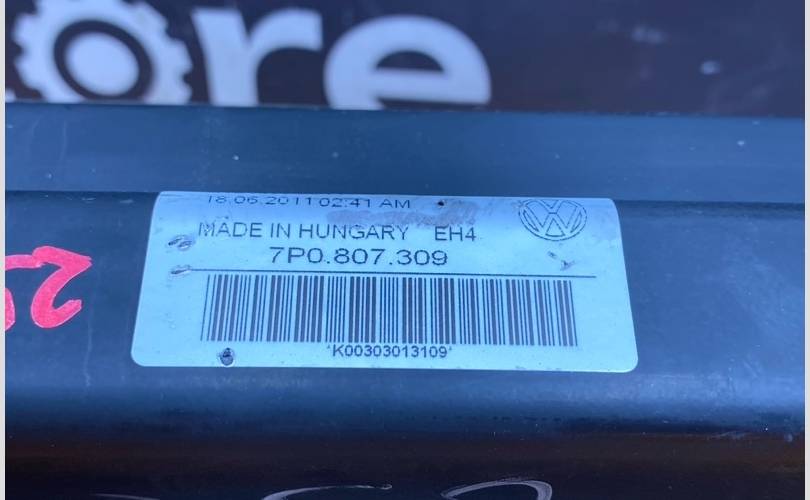 ore
18.06.2011 02:41 AM
MADE IN HUNGARY EH4
7P0.807.309
*K00303013109*